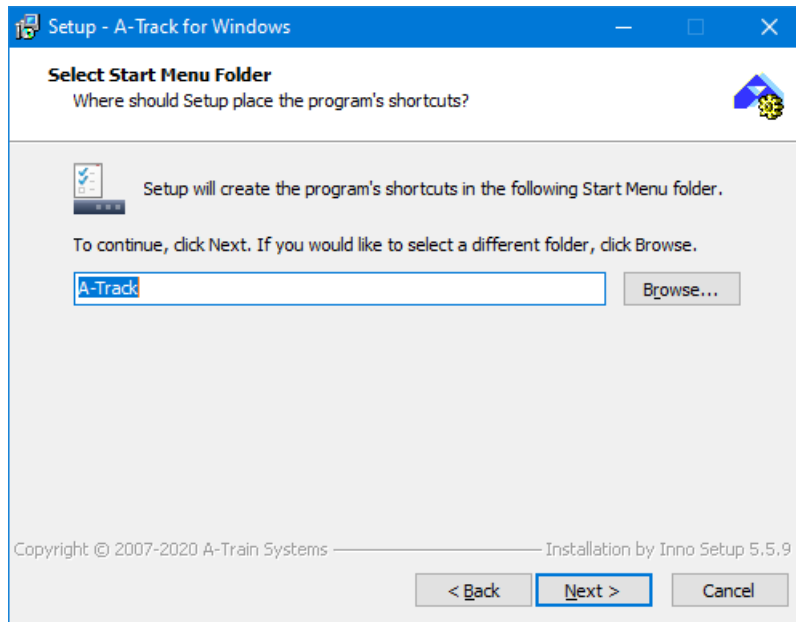 Setup - A-Track for Windows
Select Start Menu Folder
Where should Setup place the program's shortcuts?
Setup will create the program's shortcuts in the following Start Menu folder.
To continue, click Next. If you would like to select a different folder, click Browse.
A-Track
Browse...
Copyright © 2007-2020 A-Train Systems
Installation by Inno Setup 5.5.9
< Back
Next >
Cancel